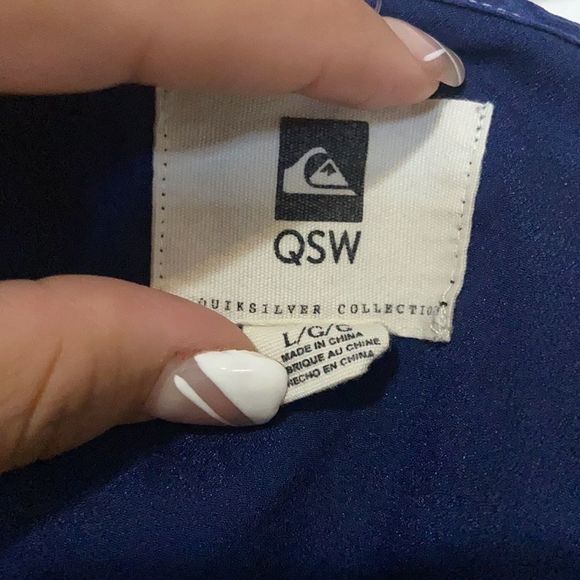 QSW
QUIKSILVER COLLECTION
L/G/G
MADE IN CHINA
FABRIQUE AU CHINE
HECHO EN CHINA